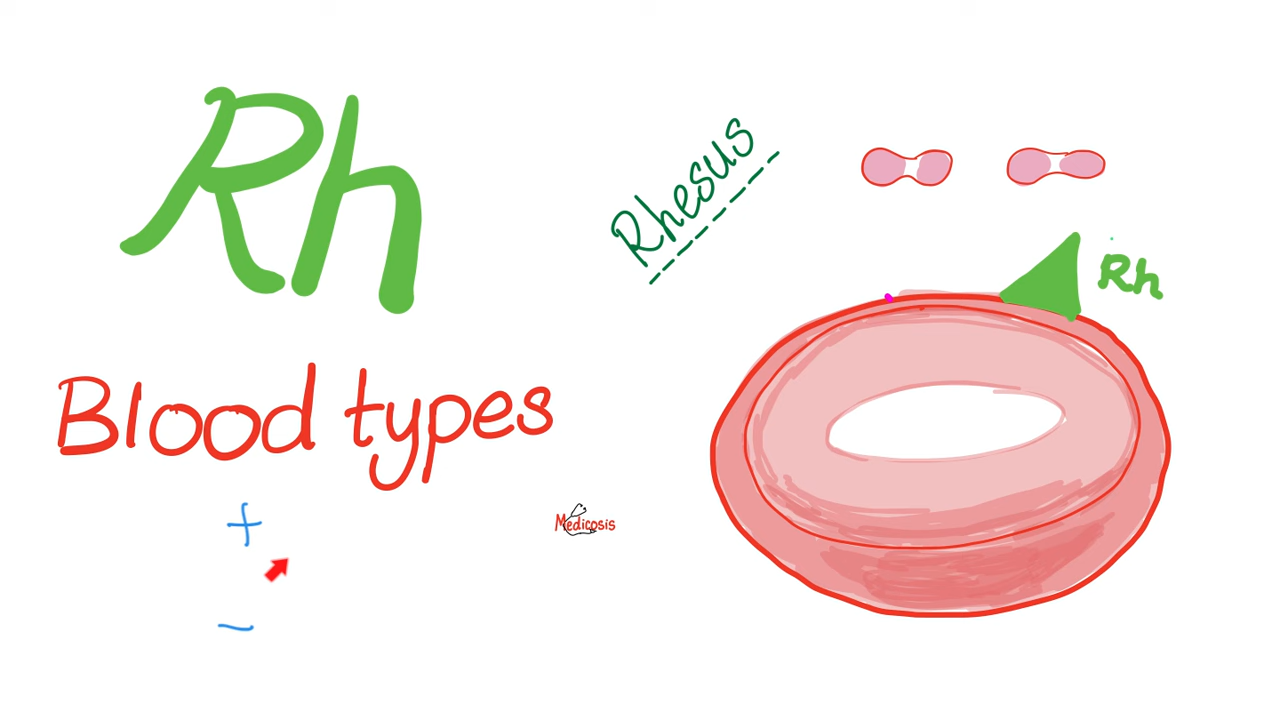 Rh
Rhesus
Rh
Blood types
+
Medicosis
−